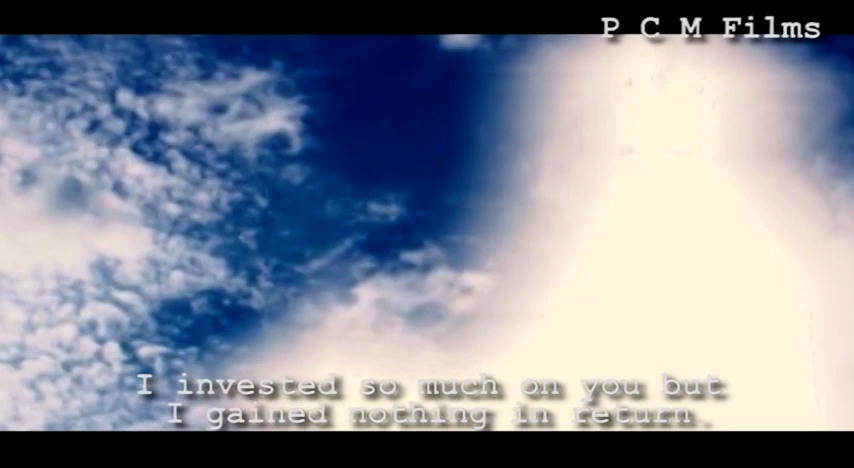 P C M Films
I invested so much on you but
I gained nothing in return.